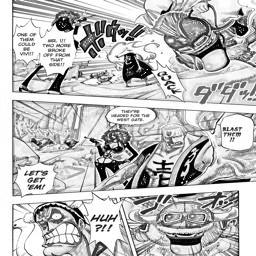 ONE OF
THEM
COULD
BE
VIVI!!
MR. 1!!
TWO MORE
BROKE
OFF FROM
THAT
SIDE!!
THEY'RE
HEADED
FOR THE
WEST GATE.
BLAST
THEM
!!
LET'S
GET
'EM!
HUH
?!!